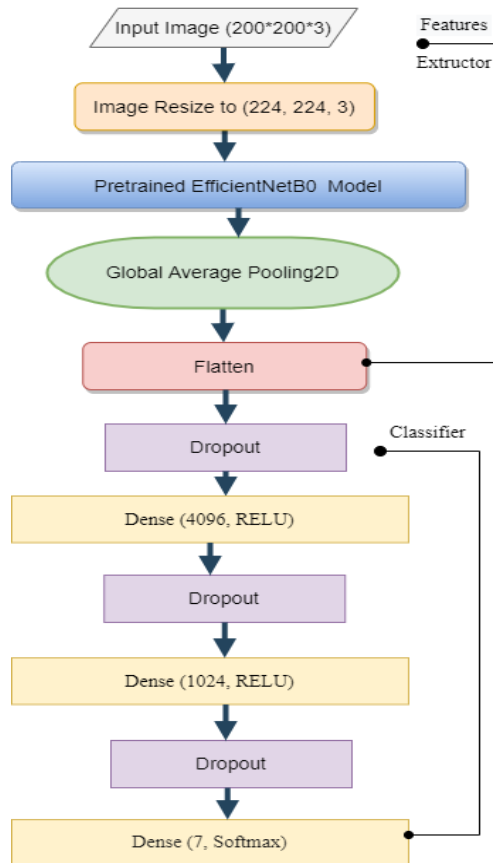 Input Image (200*200*3)
Features
Extructor
Image Resize to (224, 224, 3)
Pretrained EfficientNetB0 Model
Global Average Pooling2D
Flatten
Dropout
Classifier
Dense (4096, RELU)
Dropout
Dense (1024, RELU)
Dropout
Dense (7, Softmax)